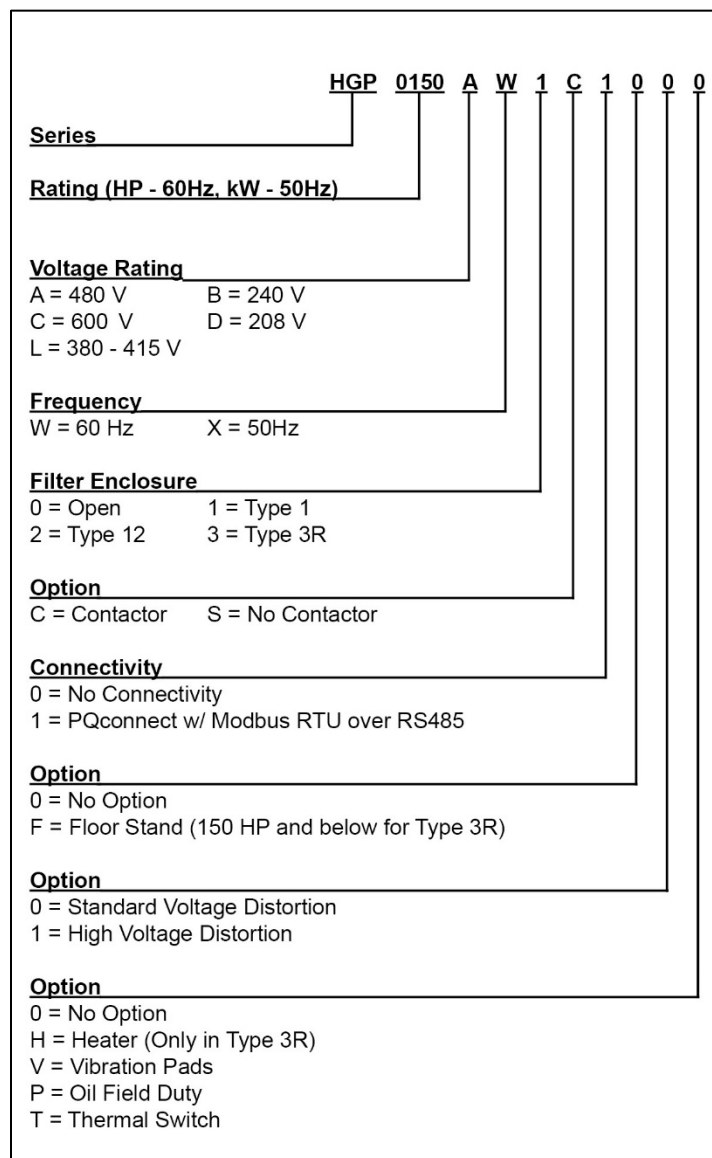 HGP 0150 A W 1 C 1 0 0 0
Series
Rating (HP - 60Hz, kW - 50Hz)
Voltage Rating
A = 480 V B = 240 V
C = 600 V D = 208 V
L = 380 - 415 V
Frequency
W = 60 Hz X = 50Hz
Filter Enclosure
0 = Open 1 = Type 1
2 = Type 12 3 = Type 3R
Option
C = Contactor S = No Contactor
Connectivity
0 = No Connectivity
1 = PQconnect w/ Modbus RTU over RS485
Option
0 = No Option
F = Floor Stand (150 HP and below for Type 3R)
Option
0 = Standard Voltage Distortion
1 = High Voltage Distortion
Option
0 = No Option
H = Heater (Only in Type 3R)
V = Vibration Pads
P = Oil Field Duty
T = Thermal Switch